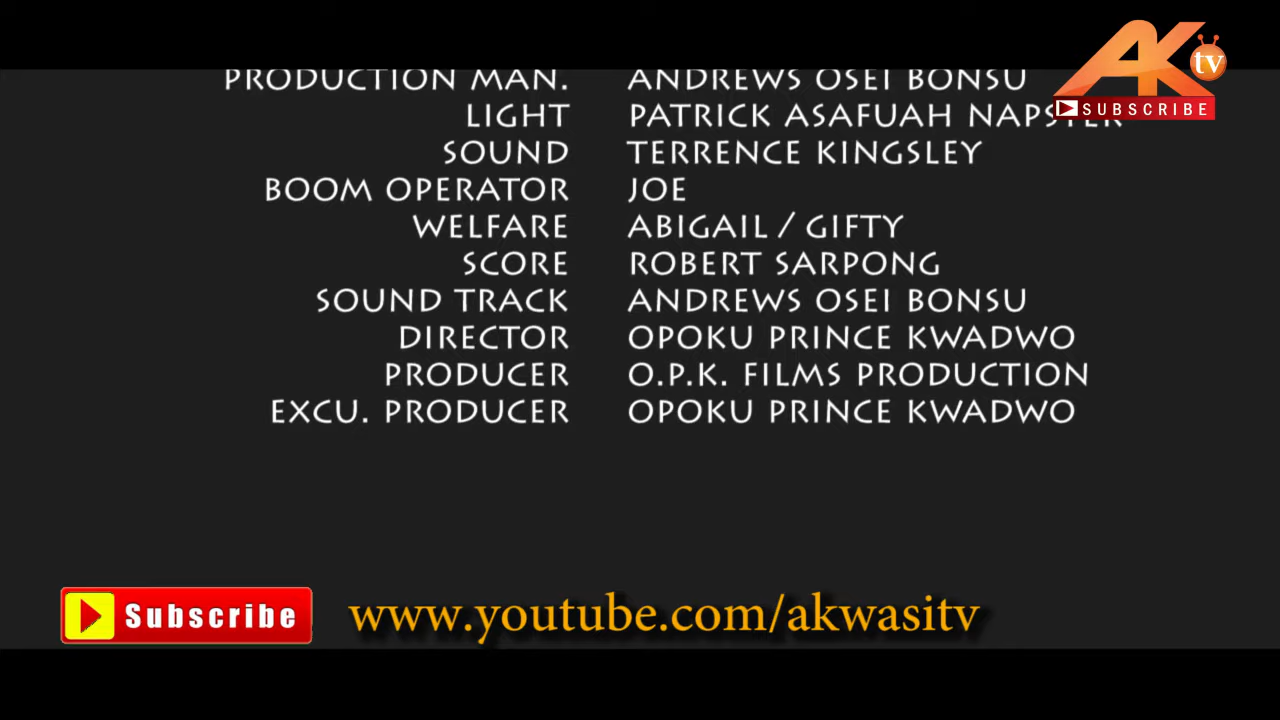 AK tv
SUBSCRIBE
PRODUCTION MAN. ANDREWS OSEI BONSU
LIGHT PATRICK ASAFUAH NAPSTER
SOUND TERRENCE KINGSLEY
BOOM OPERATOR JOE
WELFARE ABIGAIL / GIFTY
SCORE ROBERT SARPONG
SOUND TRACK ANDREWS OSEI BONSU
DIRECTOR OPOKU PRINCE KWADWO
PRODUCER O.P.K. FILMS PRODUCTION
EXCU. PRODUCER OPOKU PRINCE KWADWO
Subscribe www.youtube.com/akwasitv